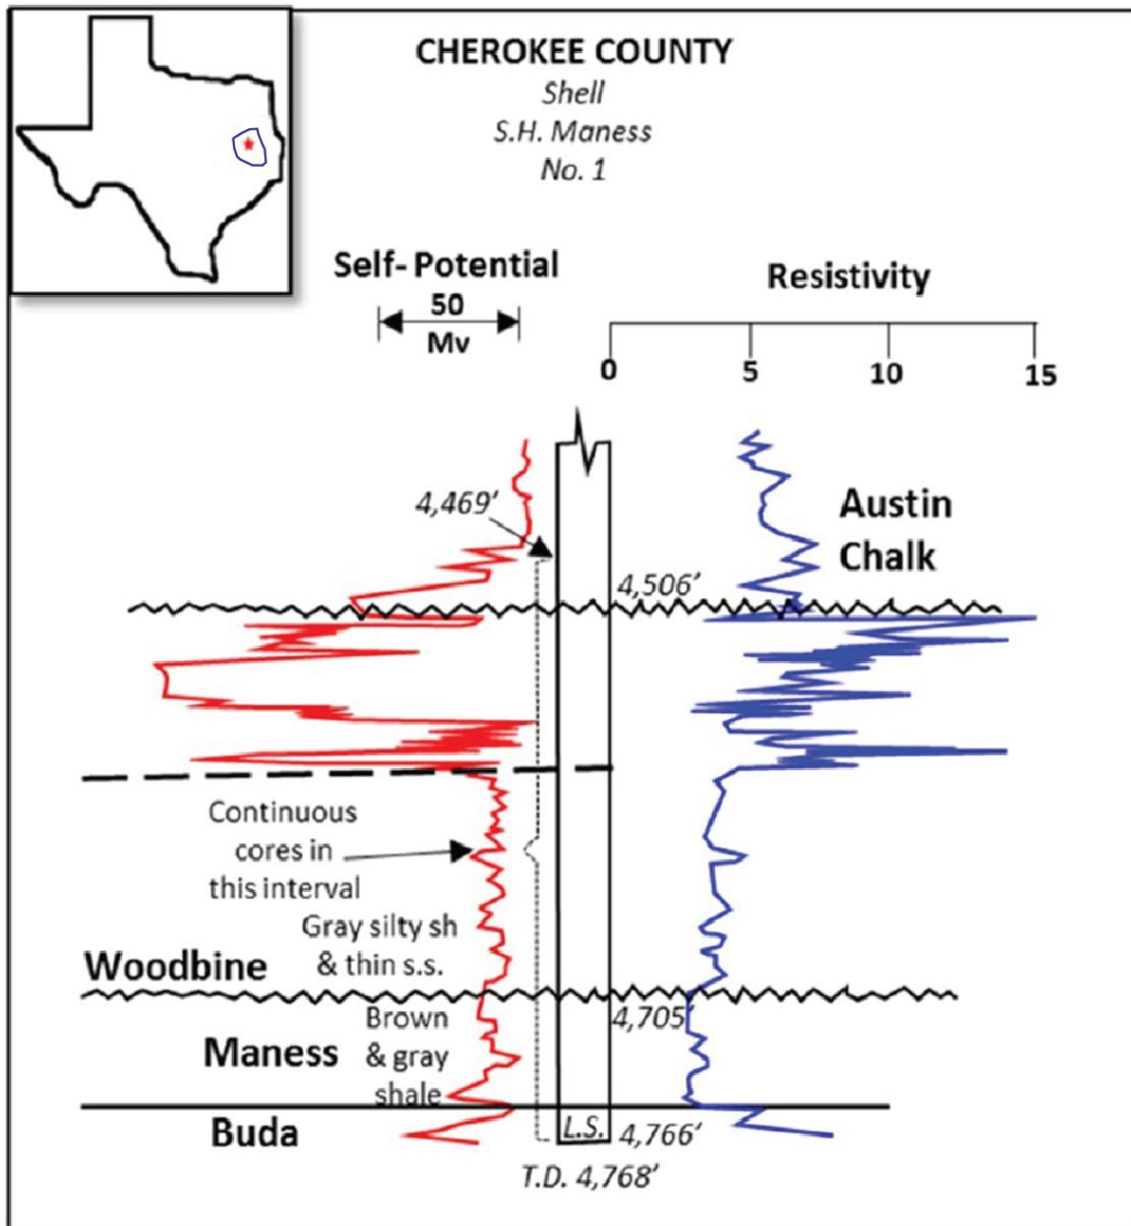 CHEROKEE COUNTY
Shell
S.H. Maness
No. 1
Self- Potential
50
Mv
Resistivity
0
5
10
15
4,469’
Austin
Chalk
4,506’
Continuous
cores in
this interval
Gray silty sh
& thin s.s.
Woodbine
4,705’
Brown
& gray
shale
Maness
Buda
L.S.
4,766’
T.D. 4,768’